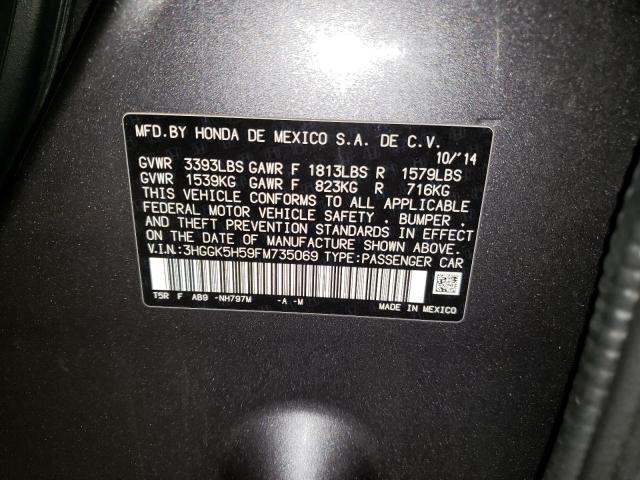 MFD.BY HONDA DE MEXICO S.A. DE C.V.
10/'14
GVWR 3393LBS GAWR F 1813LBS R 1579LBS
GVWR 1539KG GAWR F 823KG R 716KG
THIS VEHICLE CONFORMS TO ALL APPLICABLE
FEDERAL MOTOR VEHICLE SAFETY . BUMPER .
AND THEFT PREVENTION STANDARDS IN EFFECT
ON THE DATE OF MANUFACTURE SHOWN ABOVE.
V.I.N.:3HGGK5H59FM735069 TYPE:PASSENGER CAR
T5R F AB9 -NH797M -A -M MADE IN MEXICO